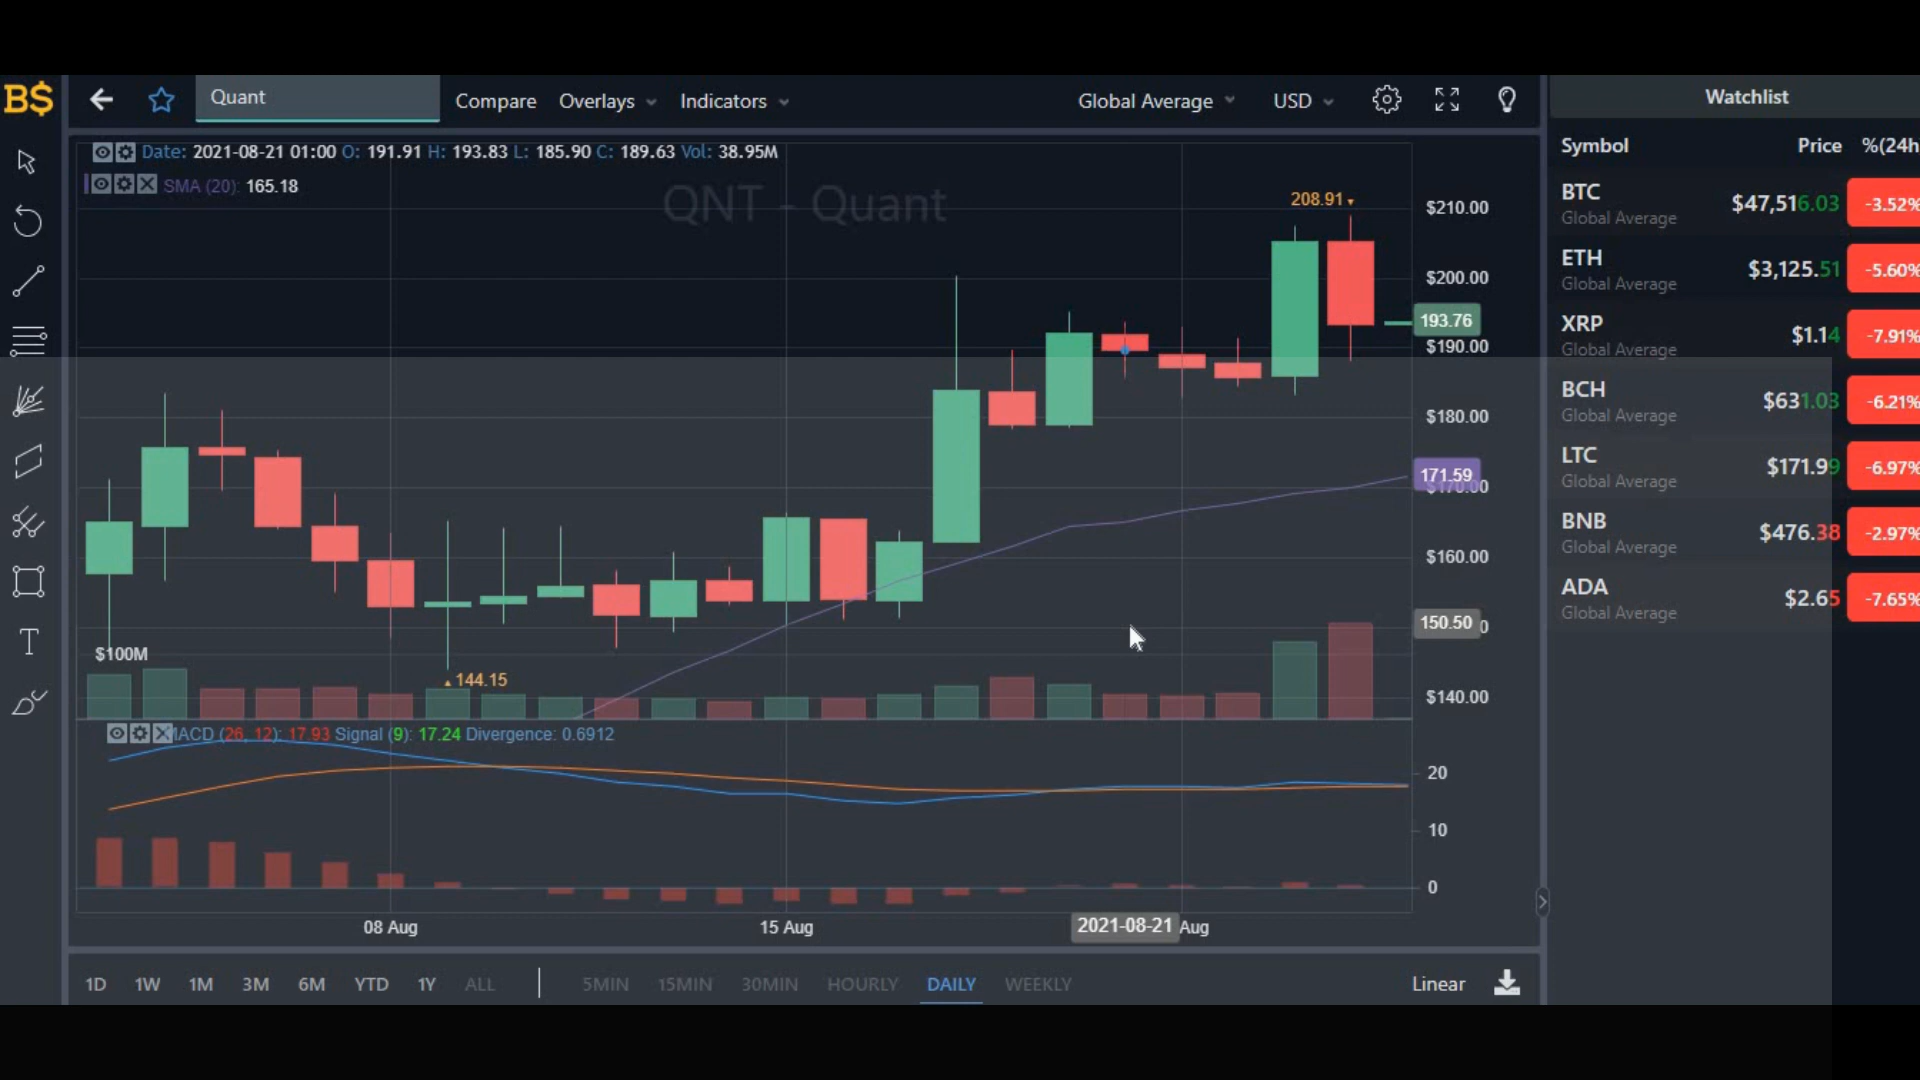 B$
Quant
Compare
Overlays
Indicators
Global Average
USD
Watchlist
Date: 2021-08-21 01:00 O: 191.91 H: 193.83 L: 185.90 C: 189.63 Vol: 38.95M
SMA (20): 165.18
QNT - Quant
208.91
$210.00
$200.00
193.76
$190.00
$180.00
171.59
$170.00
$160.00
150.50
$140.00
$100M
144.15
MACD (26, 12): 17.93 Signal (9): 17.24 Divergence: 0.6912
20
10
0
08 Aug
15 Aug
2021-08-21 Aug
T
1D 1W 1M 3M 6M YTD 1Y ALL
5MIN 15MIN 30MIN HOURLY DAILY WEEKLY
Linear
Symbol Price %(24h
BTC $47,516.03 -3.52%
Global Average
ETH $3,125.51 -5.60%
Global Average
XRP $1.14 -7.91%
Global Average
BCH $631.03 -6.21%
Global Average
LTC $171.99 -6.97%
Global Average
BNB $476.38 -2.97%
Global Average
ADA $2.65 -7.65%
Global Average